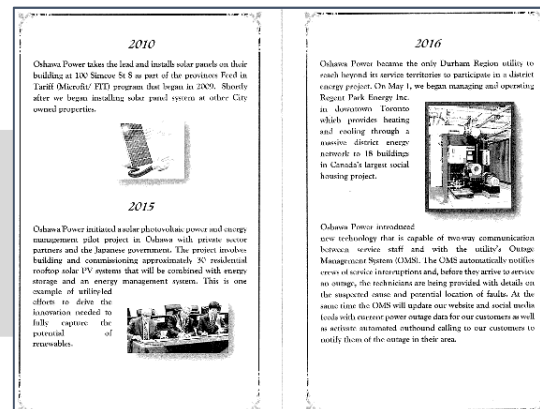 2010
Oshawa Power takes the lead and installs solar panels on their
building at 100 Simcoe St S as part of the provinces Feed in
Tariff (Microfit/ FIT) program that began in 2009. Shortly
after we began installing solar panel system at other City
owned properties.
2015
Oshawa Power initiated a solar photovoltaic power and energy
management pilot project in Oshawa with private sector
partners and the Japanese government. The project involves
building and commissioning approximately 30 residential
rooftop solar PV systems that will be combined with energy
storage and an energy management system. This is one
example of utility-led
efforts to drive the
innovation needed to
fully capture the
potential of
renewables.
2016
Oshawa Power became the only Durham Region utility to
reach beyond its service territories to participate in a district
energy project. On May 1, we began managing and operating
Regent Park Energy Inc.
in downtown Toronto
which provides heating
and cooling through a
massive district energy
network to 18 buildings
in Canada's largest social
housing project.
Oshawa Power introduced
new technology that is capable of two-way communication
between service staff and with the utility's Outage
Management System (OMS). The OMS automatically notifies
crews of service interruptions and, before they arrive to service
an outage, the technicians are being provided with details on
the suspected cause and potential location of faults. At the
same time the OMS will update our website and social media
feeds with current power outage data for our customers as well
as activate automated outbound calling to our customers to
notify them of the outage in their area.